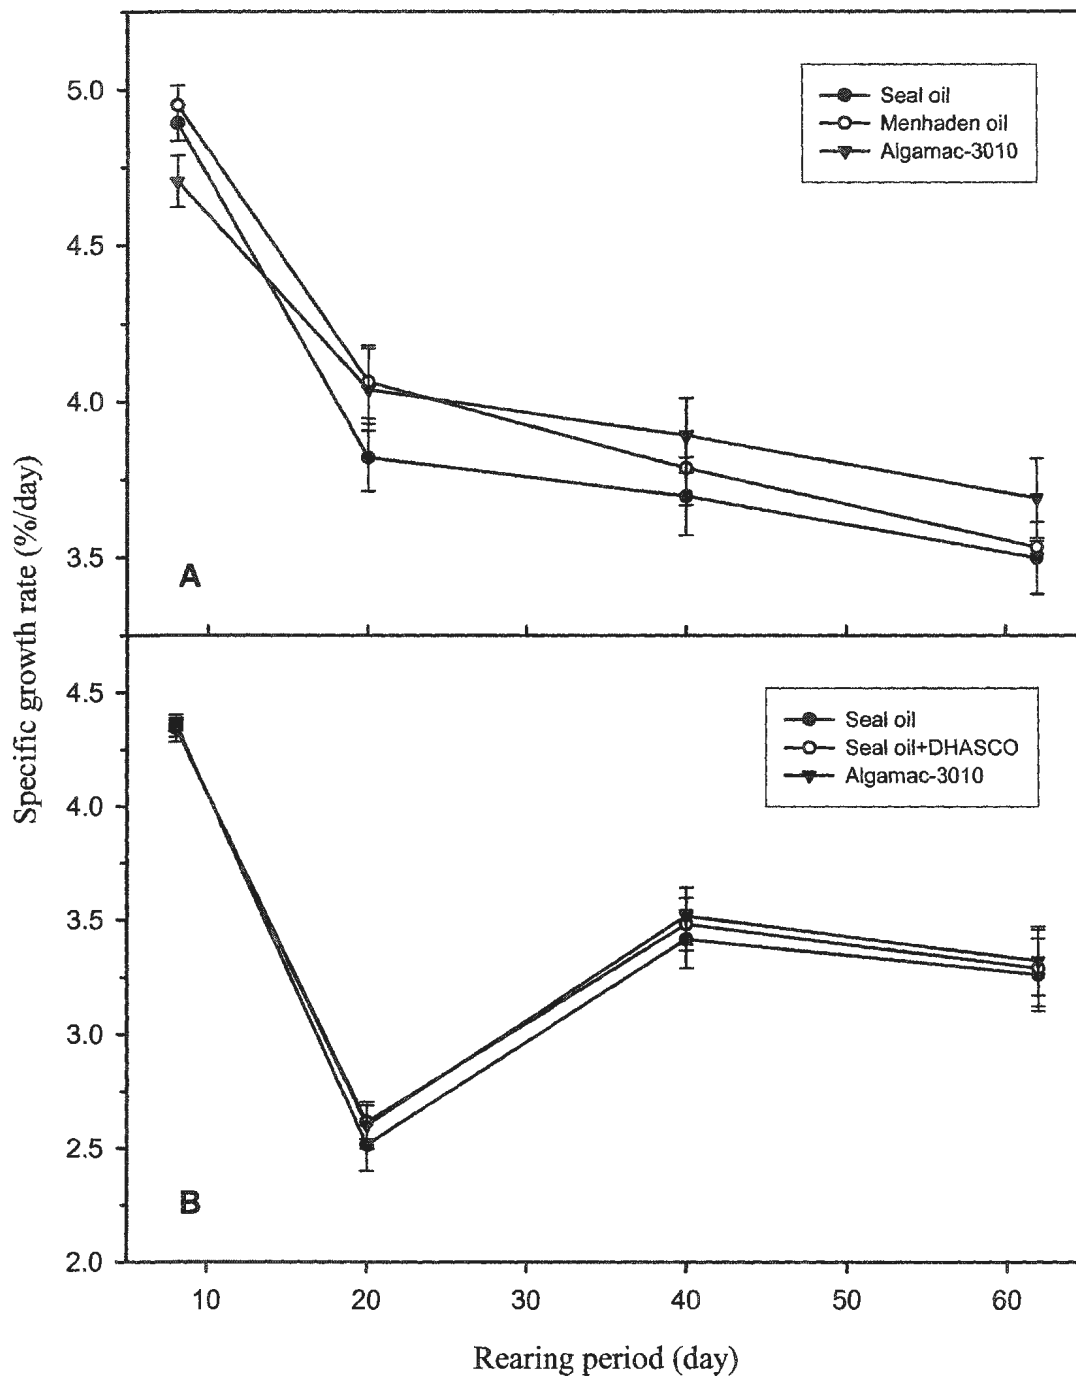 5.0
4.5
4.0
3.5
Seal oil
Menhaden oil
Algamac-3010
A
Specific growth rate (%/day)
4.5
4.0
3.5
3.0
2.5
2.0
Seal oil
Seal oil+DHASCO
Algamac-3010
B
10 20 30 40 50 60
Rearing period (day)